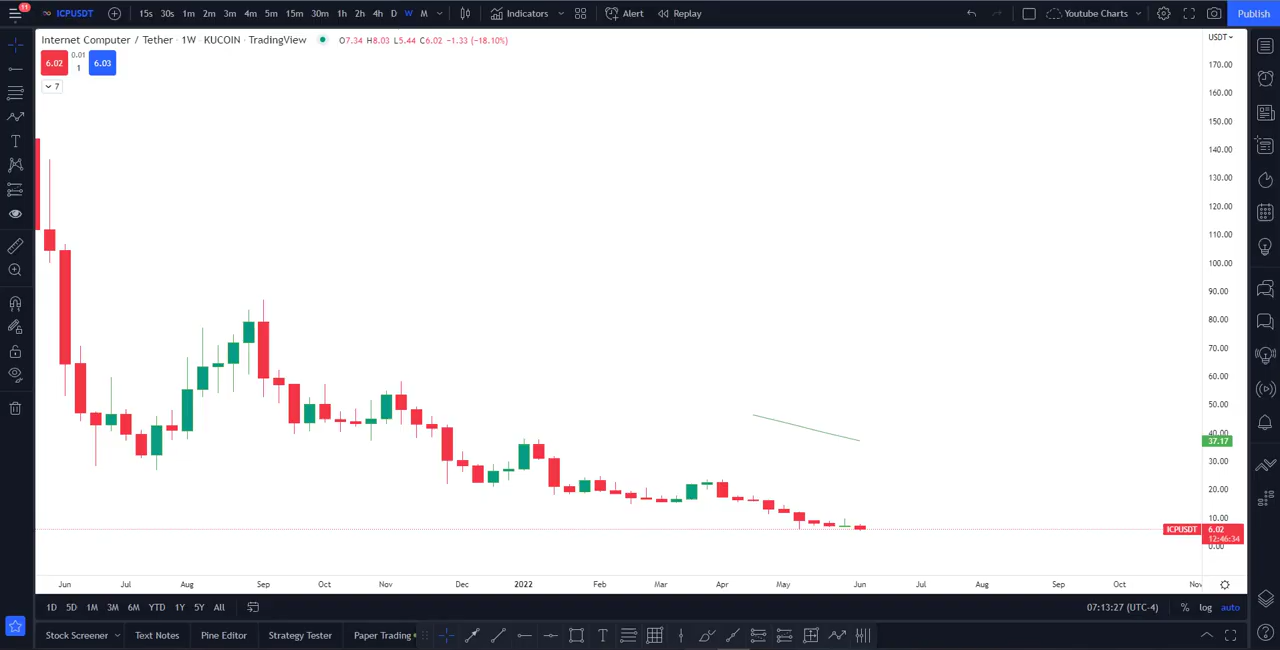 11
ICPUSDT
15s 30s 1m 2m 3m 4m 5m 15m 30m 1h 2h 4h D W M
Indicators
Alert
Replay
Youtube Charts
Publish
Internet Computer / Tether · 1W · KUCOIN · TradingView
O7.34 H8.03 L5.44 C6.02 −1.33 (−18.10%)
USDT
6.02
0.01
1
6.03
7
170.00
160.00
150.00
140.00
130.00
120.00
110.00
100.00
90.00
80.00
70.00
60.00
50.00
40.00
37.17
30.00
20.00
10.00
ICPUSDT 6.02
12:46:34
0.00
Jun Jul Aug Sep Oct Nov Dec 2022 Feb Mar Apr May Jun Jul Aug Sep Oct Nov
1D 5D 1M 3M 6M YTD 1Y 5Y All
07:13:27 (UTC-4) % log auto
Stock Screener Text Notes Pine Editor Strategy Tester Paper Trading